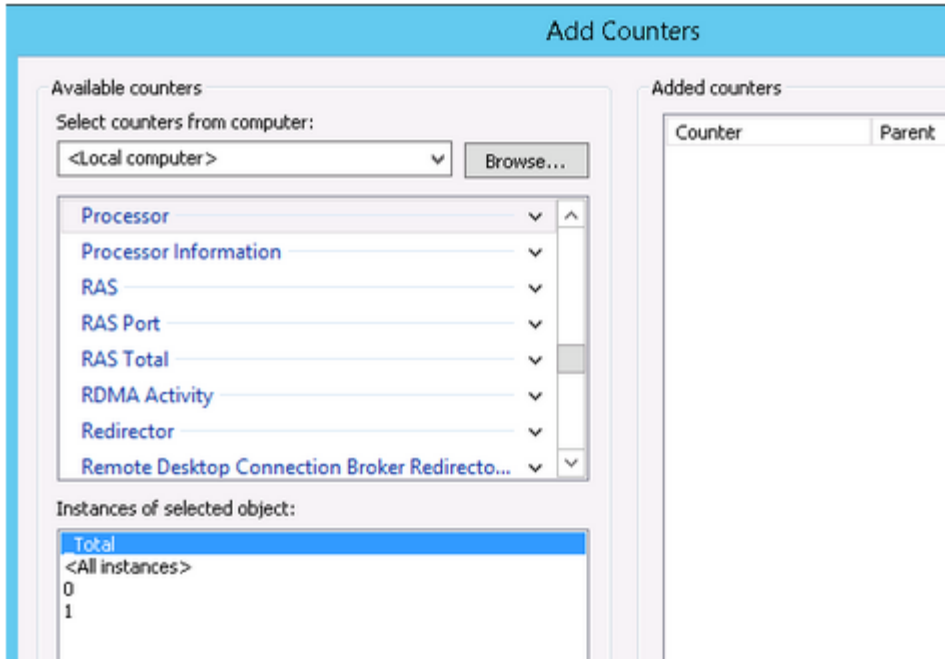 Add Counters
Available counters
Select counters from computer:
<Local computer>
Browse...
Processor
Processor Information
RAS
RAS Port
RAS Total
RDMA Activity
Redirector
Remote Desktop Connection Broker Redirecto...
Instances of selected object:
_Total
<All instances>
0
1
Added counters
Counter Parent